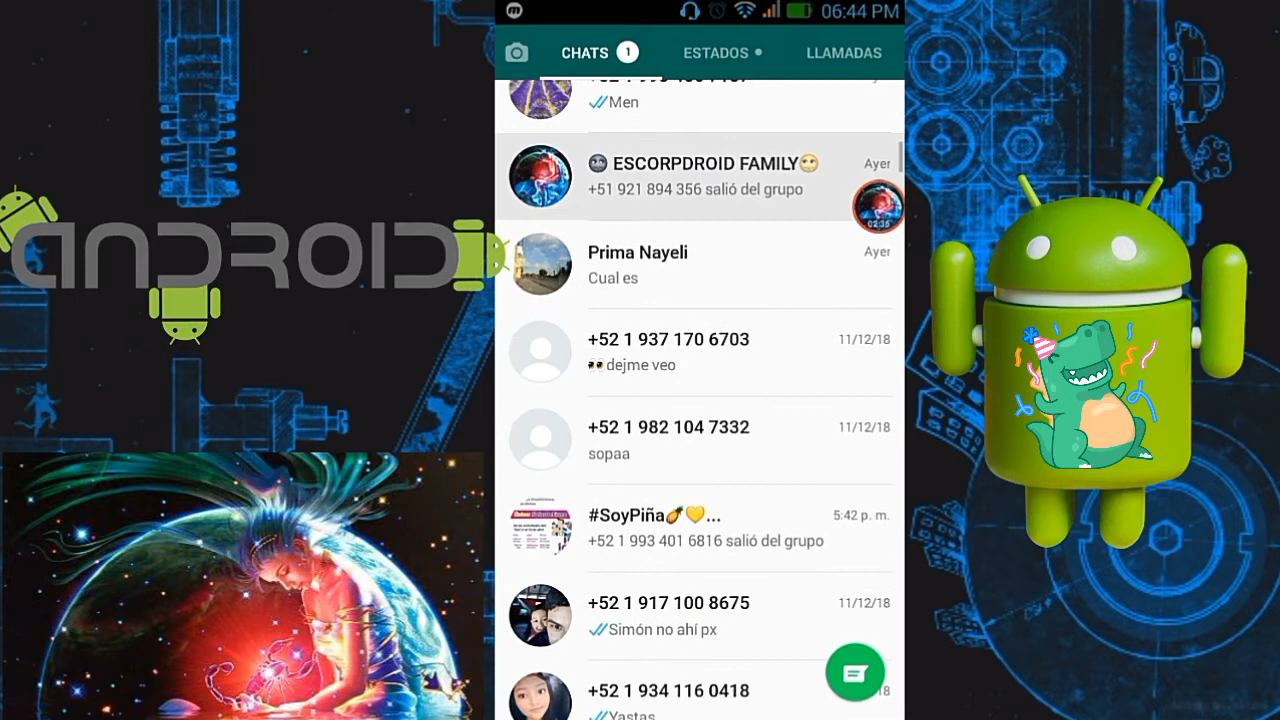 06:44 PM
CHATS 1 ESTADOS • LLAMADAS
Men
🌚 ESCORPDROID FAMILY🌝 Ayer
+51 921 894 356 salió del grupo
02:35
ANDROID
Prima Nayeli Ayer
Cual es
+52 1 937 170 6703 11/12/18
🕶dejme veo
+52 1 982 104 7332 11/12/18
sopaa
#SoyPiña🍍💛... 5:42 p. m.
+52 1 993 401 6816 salió del grupo
+52 1 917 100 8675 11/12/18
Simón no ahí px
+52 1 934 116 0418
Yastas